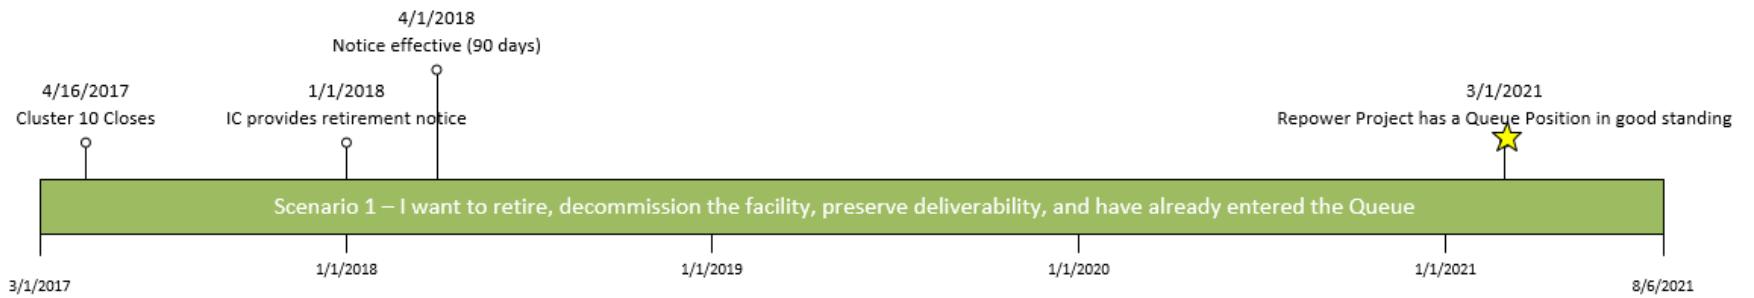 4/1/2018
Notice effective (90 days)
4/16/2017
Cluster 10 Closes
1/1/2018
IC provides retirement notice
3/1/2021
Repower Project has a Queue Position in good standing
Scenario 1 – I want to retire, decommission the facility, preserve deliverability, and have already entered the Queue
3/1/2017
1/1/2018
1/1/2019
1/1/2020
1/1/2021
8/6/2021